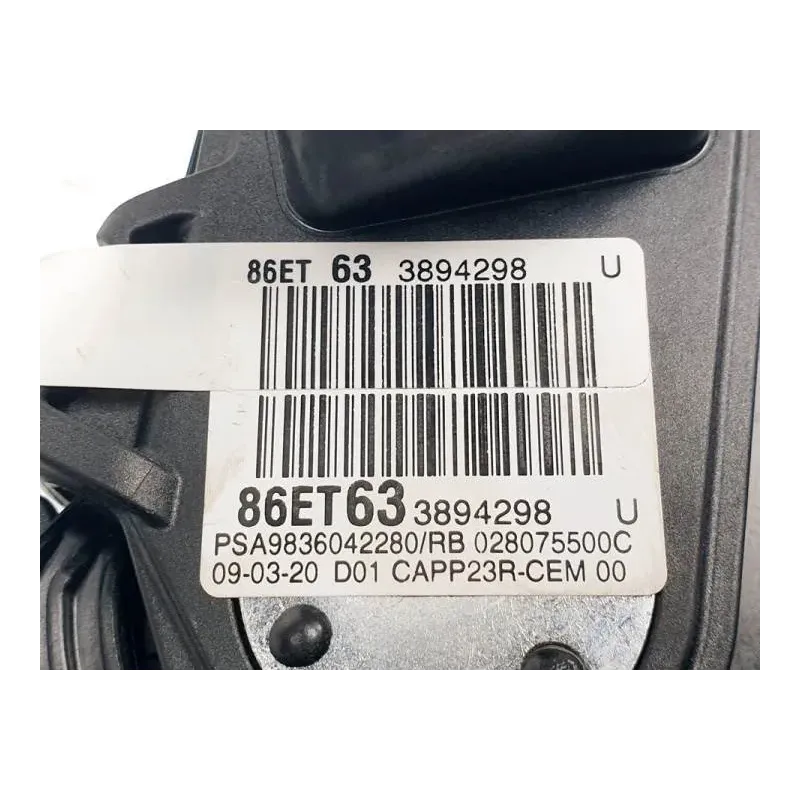 86ET 63 3894298 U
86ET63 3894298 U
PSA9836042280/RB 028075500C
09-03-20 D01 CAPP23R-CEM 00